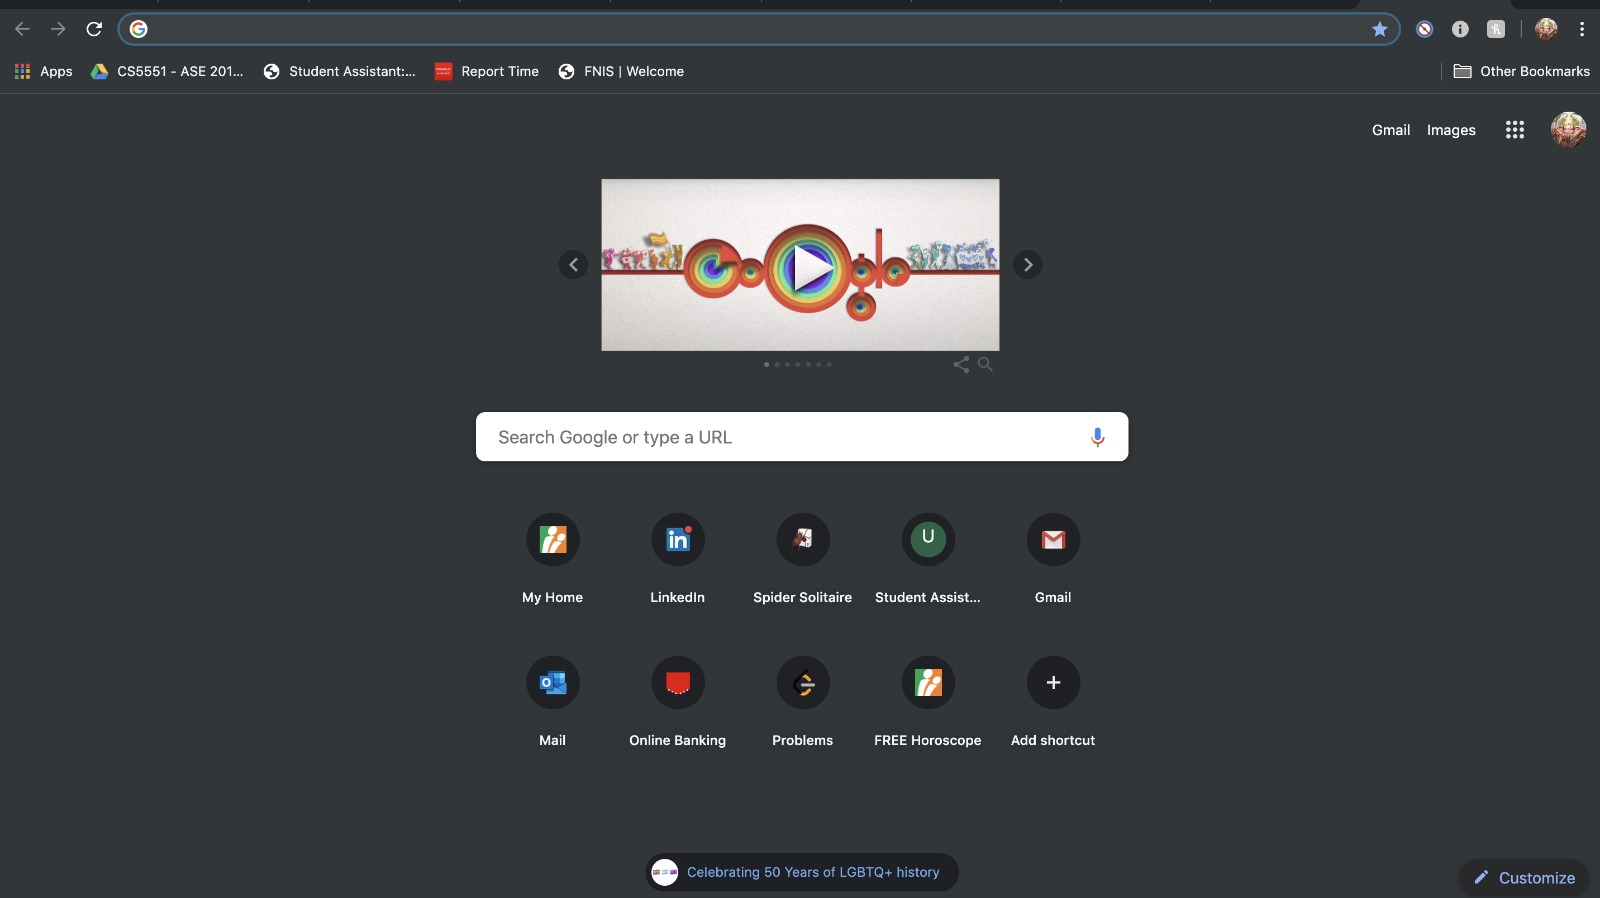 Apps CS5551 - ASE 201... Student Assistant:... Report Time FNIS | Welcome Other Bookmarks
Gmail Images
Search Google or type a URL
U
My Home LinkedIn Spider Solitaire Student Assist... Gmail
Mail Online Banking Problems FREE Horoscope Add shortcut
Celebrating 50 Years of LGBTQ+ history
Customize